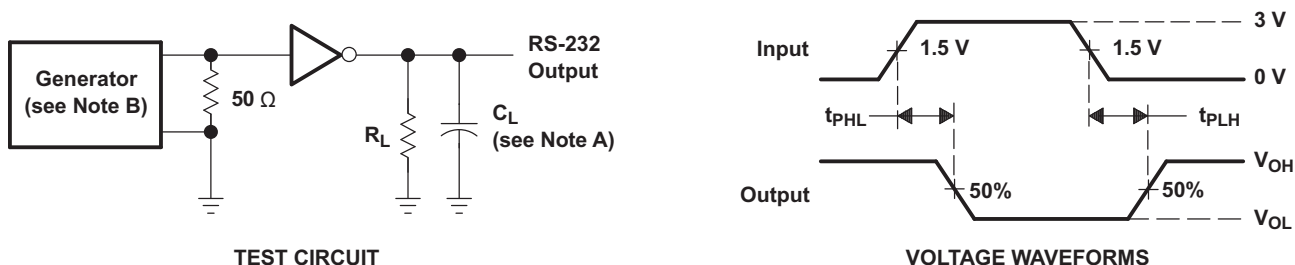 Generator
(see Note B)
50 Ω
RS-232
Output
R_L
C_L
(see Note A)
TEST CIRCUIT
Input
1.5 V
1.5 V
3 V
0 V
t_PHL
t_PLH
Output
50%
50%
V_OH
V_OL
VOLTAGE WAVEFORMS